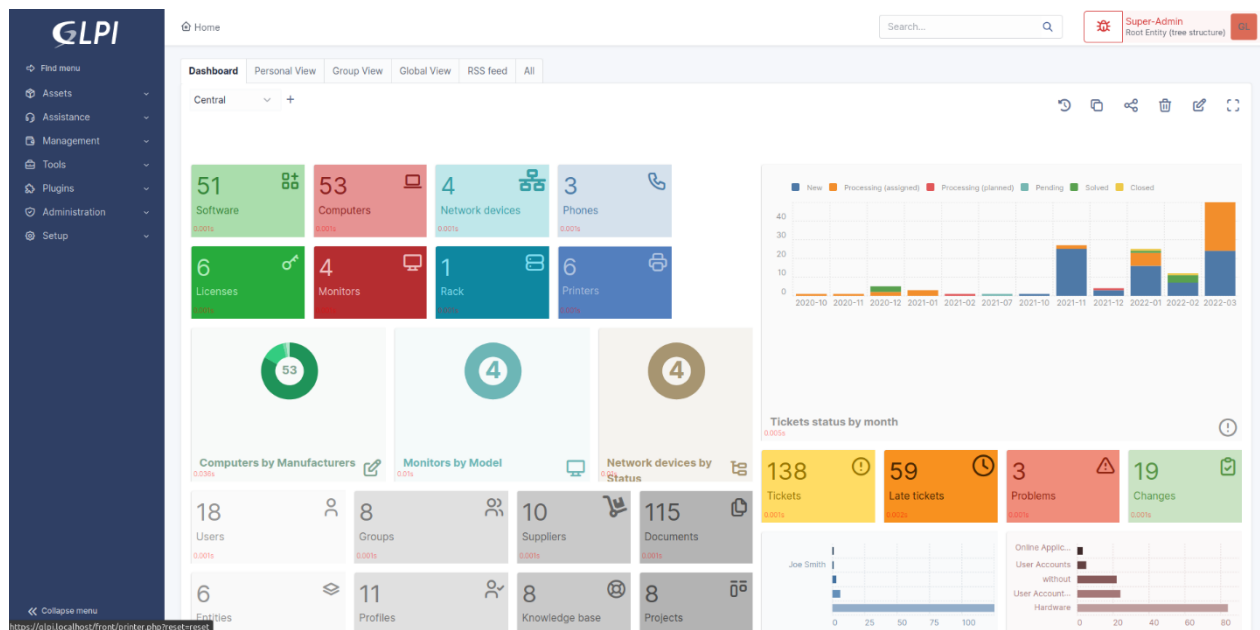 GLPI
Home
Search...
Super-Admin
Root Entity (tree structure)
GL
Find menu
Assets
Assistance
Management
Tools
Plugins
Administration
Setup
Dashboard
Personal View
Group View
Global View
RSS feed
All
Central
51
Software
0.001s
53
Computers
0.001s
4
Network devices
0.001s
3
Phones
0.001s
6
Licenses
0.001s
4
Monitors
1
Rack
6
Printers
53
Computers by Manufacturers
0.036s
4
Monitors by Model
0.01s
4
Network devices by
Status
18
Users
0.001s
8
Groups
0.001s
10
Suppliers
0.001s
115
Documents
0.001s
6
Entities
11
Profiles
8
Knowledge base
8
Projects
New Processing (assigned) Processing (planned) Pending Solved Closed
40
30
20
10
0
2020-10 2020-11 2020-12 2021-01 2021-02 2021-07 2021-10 2021-11 2021-12 2022-01 2022-02 2022-03
Tickets status by month
0.005s
138
Tickets
0.001s
59
Late tickets
0.002s
3
Problems
0.001s
19
Changes
0.001s
Joe Smith
0 25 50 75 100
Online Applic...
User Accounts
without
User Account...
Hardware
0 20 40 60 80
Collapse menu
https://glpi.localhost/front/printer.php?reset=reset